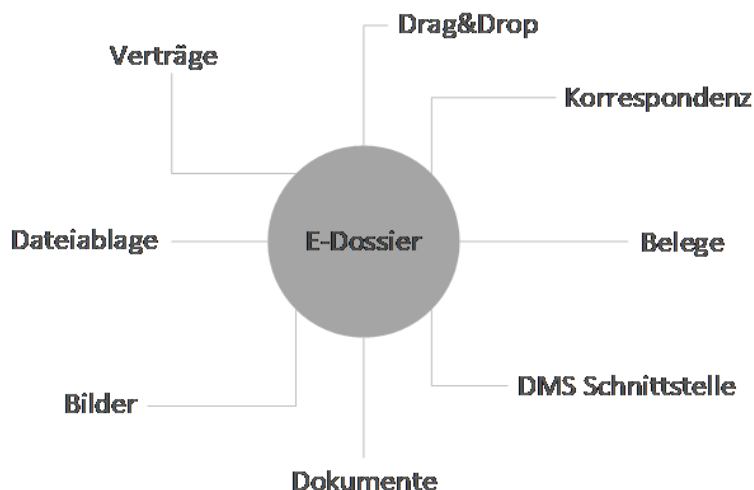 Drag&Drop
Verträge
Korrespondenz
Dateiablage
E-Dossier
Belege
DMS Schnittstelle
Bilder
Dokumente